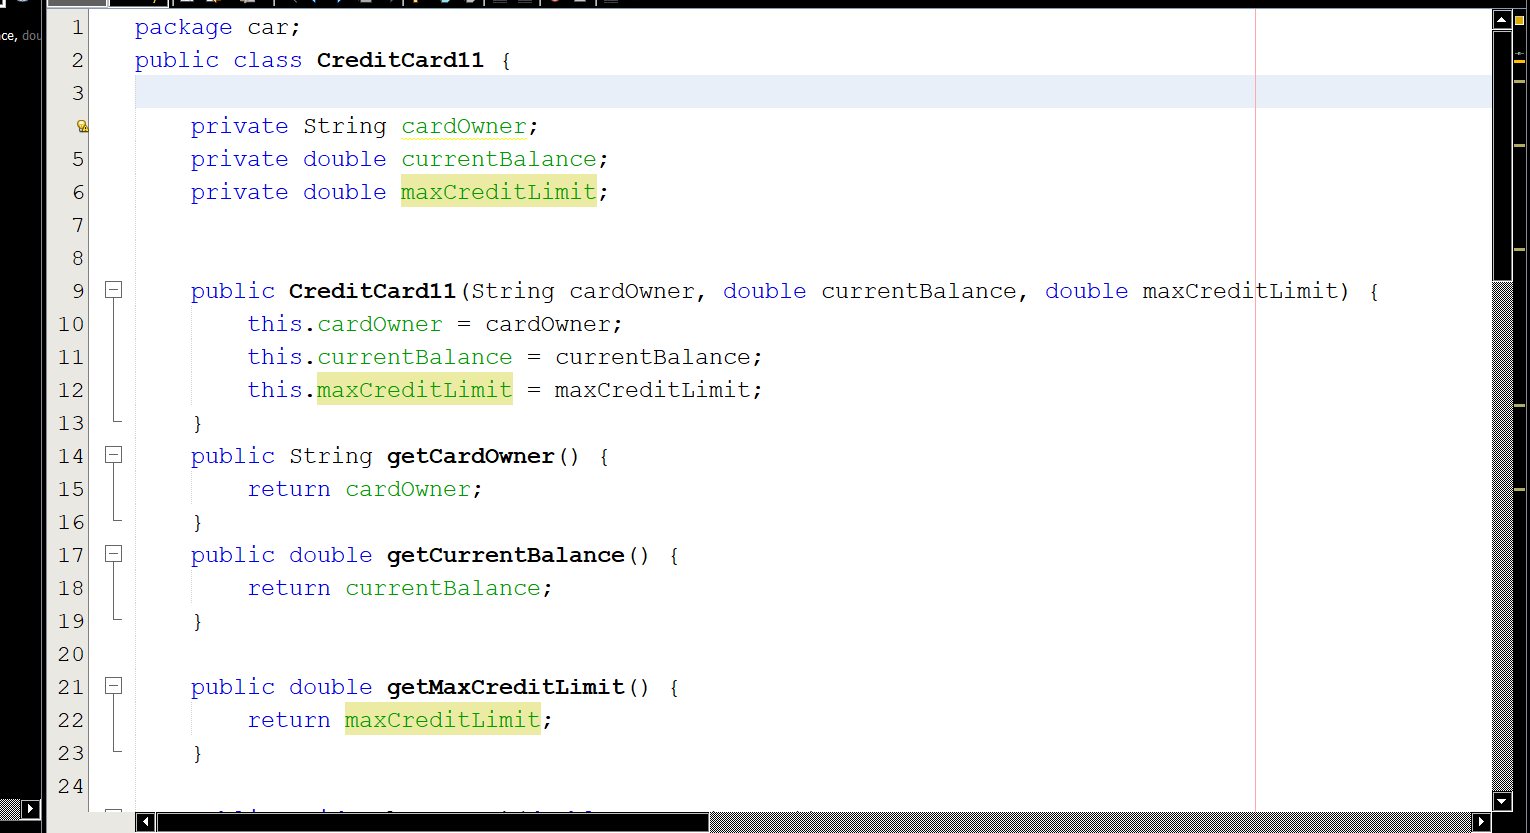 ce, dou
1 package car;
2 public class CreditCard11 {
3
private String cardOwner;
5 private double currentBalance;
6 private double maxCreditLimit;
7
8
9 public CreditCard11(String cardOwner, double currentBalance, double maxCreditLimit) {
10 this.cardOwner = cardOwner;
11 this.currentBalance = currentBalance;
12 this.maxCreditLimit = maxCreditLimit;
13 }
14 public String getCardOwner() {
15 return cardOwner;
16 }
17 public double getCurrentBalance() {
18 return currentBalance;
19 }
20
21 public double getMaxCreditLimit() {
22 return maxCreditLimit;
23 }
24